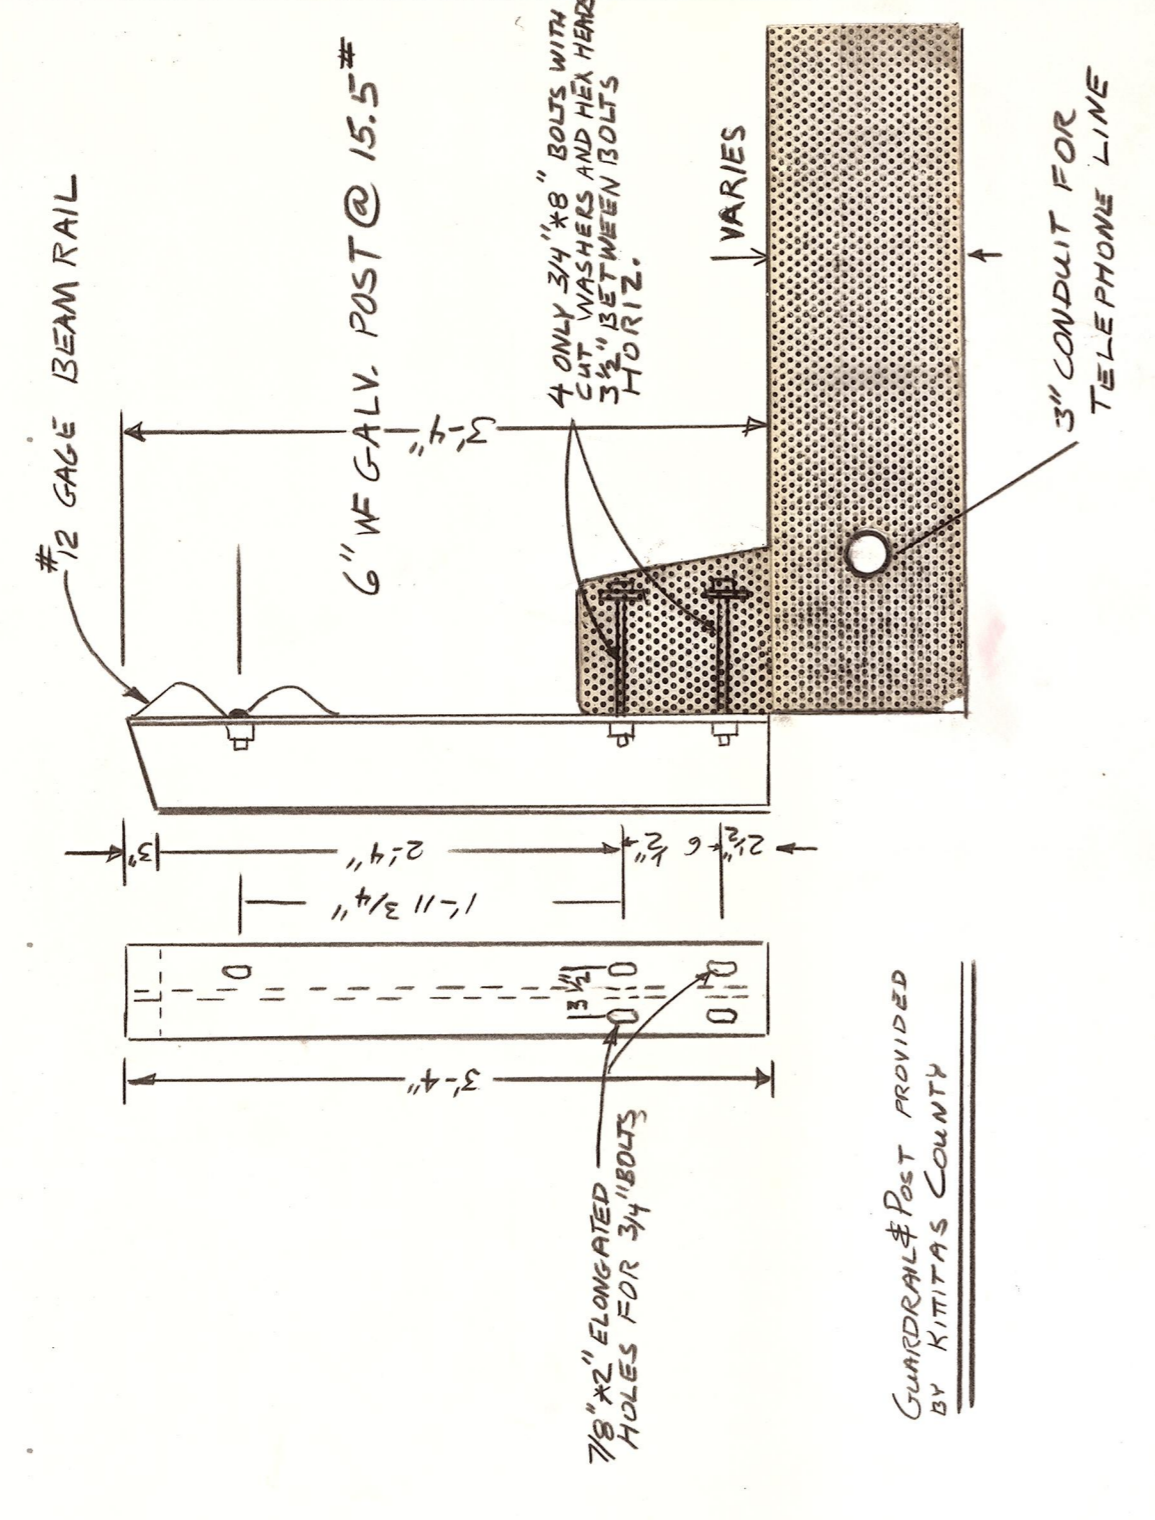 #12 GAGE BEAM RAIL
6" WF GALV. POST @ 15.5#
4 ONLY 3/4"*8" BOLTS WITH
CUT WASHERS AND HEX HEADS
3½" BETWEEN BOLTS
HORIZ.
VARIES
3" CONDUIT FOR
TELEPHONE LINE
3'-4"
3"
2'-4"
6 ½"
2½"
1'-11 3/4"
3½"
3'-4"
7/8"*2" ELONGATED
HOLES FOR 3/4" BOLTS
GUARDRAIL & POST PROVIDED
BY KITTITAS COUNTY